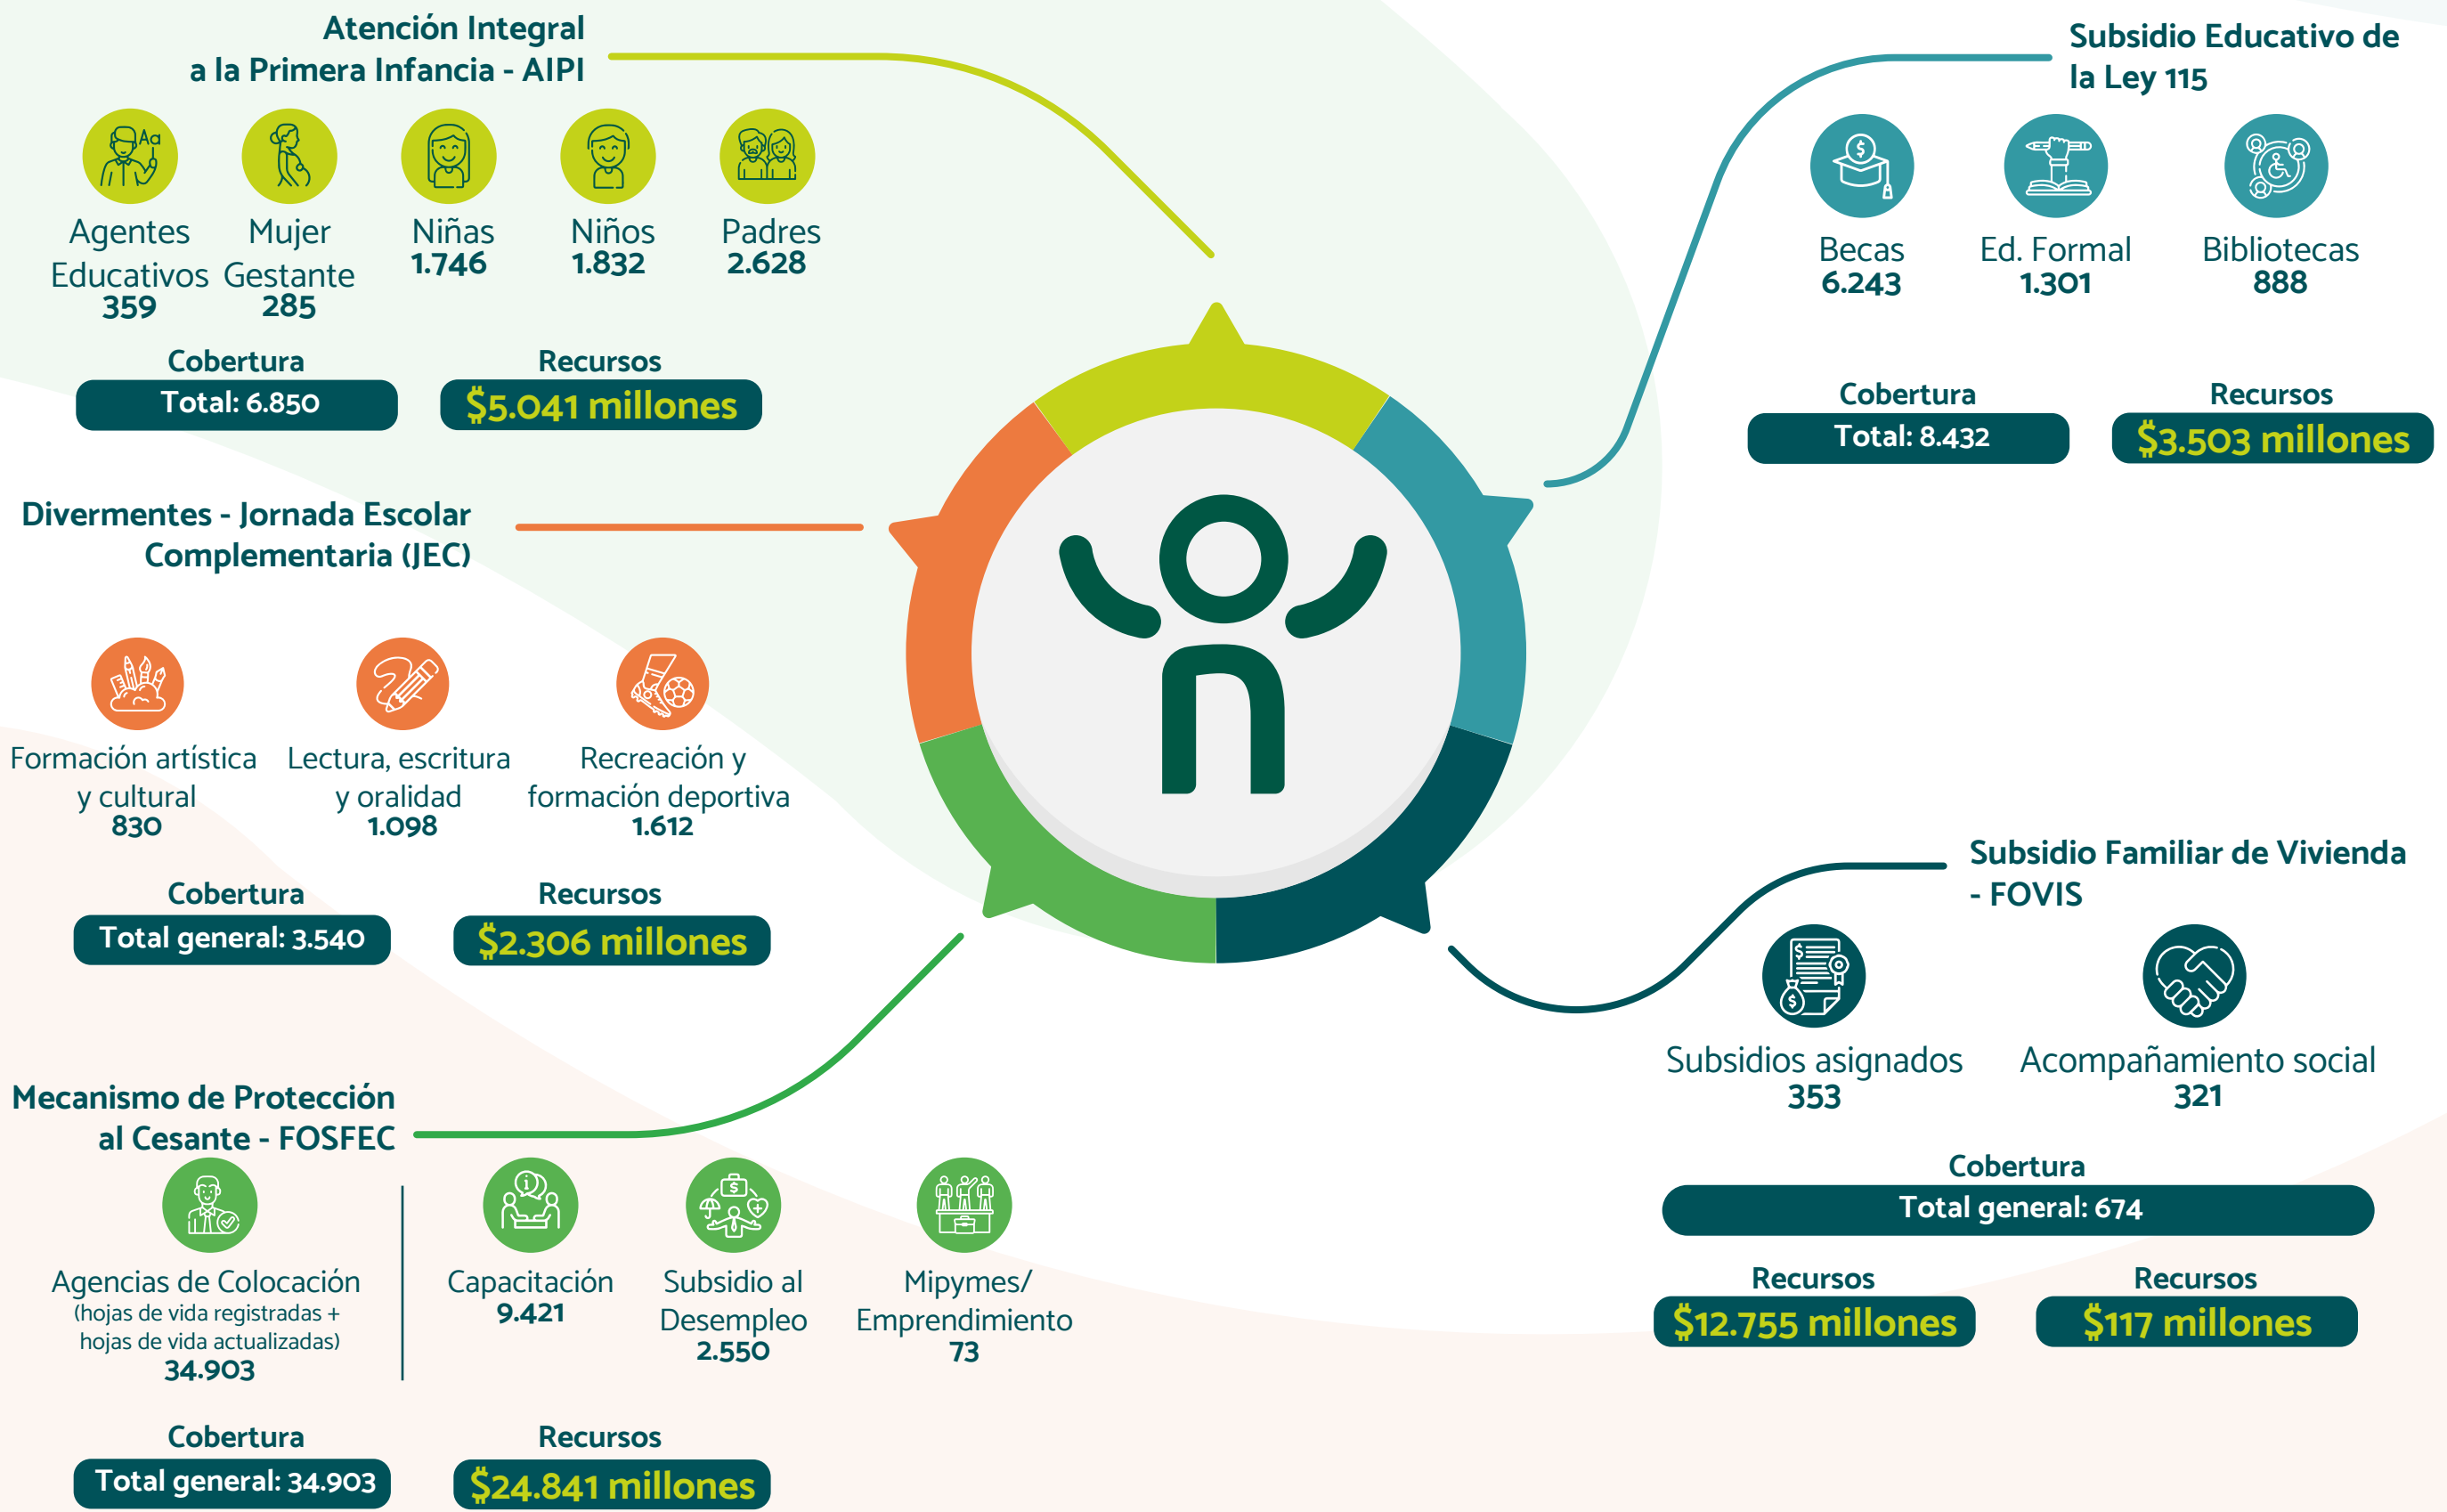 Atención Integral
a la Primera Infancia - AIPI
Aa
Agentes
Educativos
359
Mujer
Gestante
285
Niñas
1.746
Niños
1.832
Padres
2.628
Cobertura
Total: 6.850
Recursos
$5.041 millones
Subsidio Educativo de
la Ley 115
$
Becas
6.243
Ed. Formal
1.301
Bibliotecas
888
Cobertura
Total: 8.432
Recursos
$3.503 millones
Divermentes - Jornada Escolar
Complementaria (JEC)
Formación artística
y cultural
830
Lectura, escritura
y oralidad
1.098
Recreación y
formación deportiva
1.612
Cobertura
Total general: 3.540
Recursos
$2.306 millones
Subsidio Familiar de Vivienda
- FOVIS
$
$
Subsidios asignados
353
Acompañamiento social
321
Cobertura
Total general: 674
Recursos
$12.755 millones
Recursos
$117 millones
Mecanismo de Protección
al Cesante - FOSFEC
Agencias de Colocación
(hojas de vida registradas +
hojas de vida actualizadas)
34.903
i
Capacitación
9.421
$
Subsidio al
Desempleo
2.550
Mipymes/
Emprendimiento
73
Cobertura
Total general: 34.903
Recursos
$24.841 millones